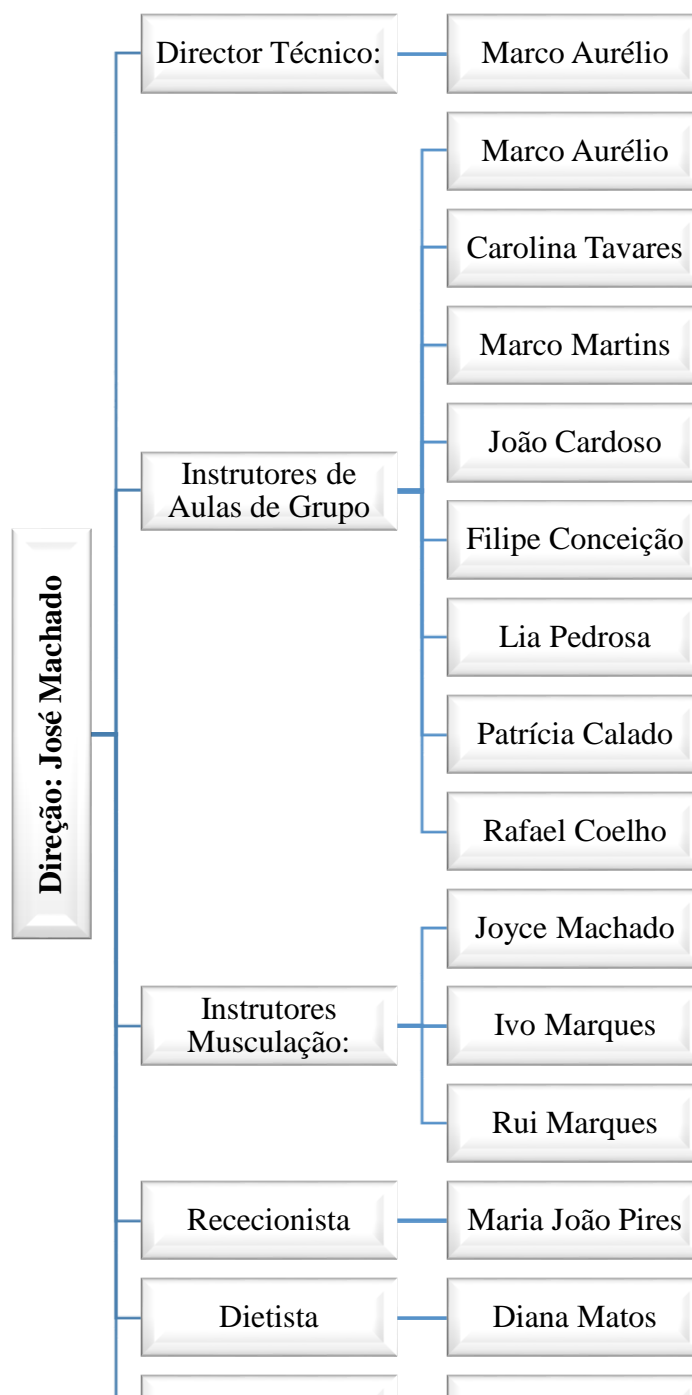 Direção: José Machado
Director Técnico:
Marco Aurélio
Instrutores de
Aulas de Grupo
Marco Aurélio
Carolina Tavares
Marco Martins
João Cardoso
Filipe Conceição
Lia Pedrosa
Patrícia Calado
Rafael Coelho
Instrutores
Musculação:
Joyce Machado
Ivo Marques
Rui Marques
Rececionista
Maria João Pires
Dietista
Diana Matos